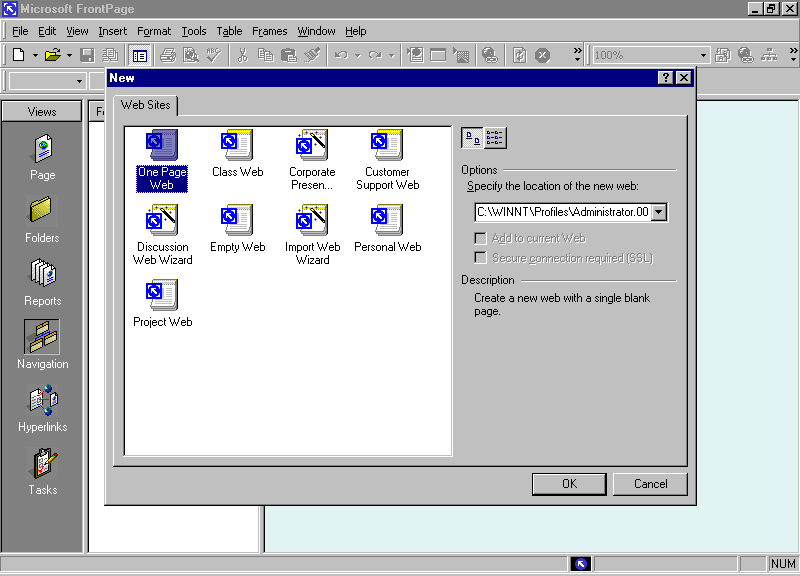 Microsoft FrontPage
File Edit View Insert Format Tools Table Frames Window Help
100%
New
Views
Web Sites
Page
Folders
Reports
Navigation
Hyperlinks
Tasks
One Page
Web
Class Web
Corporate
Presen...
Customer
Support Web
Discussion
Web Wizard
Empty Web
Import Web
Wizard
Personal Web
Project Web
Options
Specify the location of the new web:
C:\WINNT\Profiles\Administrator.00
Add to current Web
Secure connection required (SSL)
Description
Create a new web with a single blank
page.
OK
Cancel
NUM